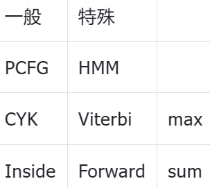 一般 特殊
PCFG HMM
CYK Viterbi max
Inside Forward sum